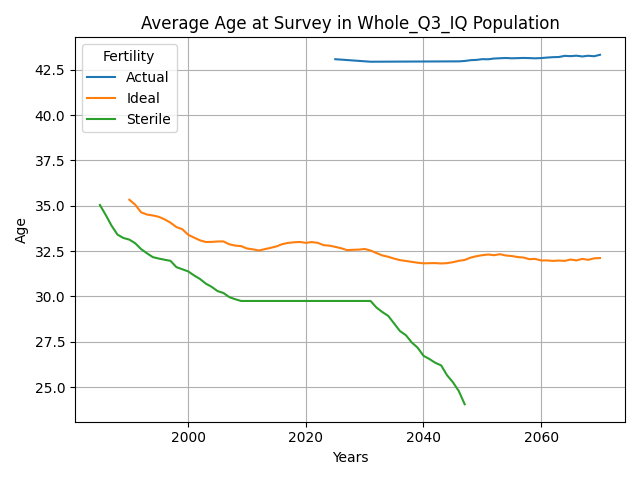 Average Age at Survey in Whole_Q3_IQ Population
Fertility
Actual
Ideal
Sterile
Age
42.5
40.0
37.5
35.0
32.5
30.0
27.5
25.0
2000
2020
2040
2060
Years